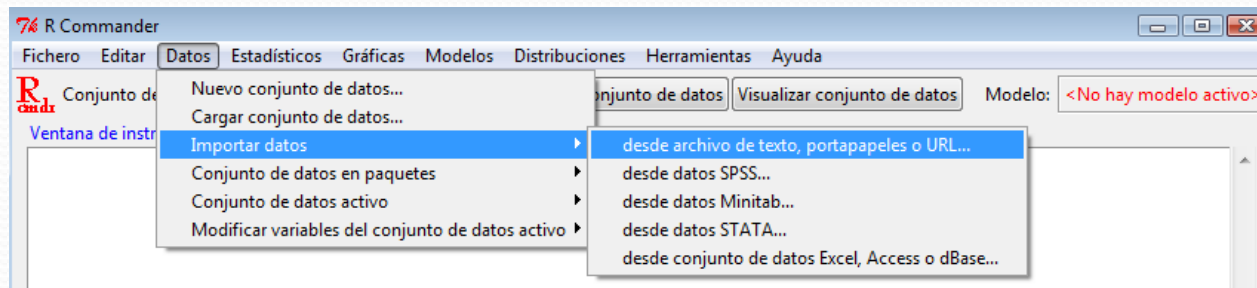 R Commander
Fichero Editar Datos Estadísticos Gráficas Modelos Distribuciones Herramientas Ayuda
R cmdr Conjunto de njunto de datos Visualizar conjunto de datos Modelo: <No hay modelo activo>
Ventana de instr
Nuevo conjunto de datos...
Cargar conjunto de datos...
Importar datos
Conjunto de datos en paquetes
Conjunto de datos activo
Modificar variables del conjunto de datos activo
desde archivo de texto, portapapeles o URL...
desde datos SPSS...
desde datos Minitab...
desde datos STATA...
desde conjunto de datos Excel, Access o dBase...